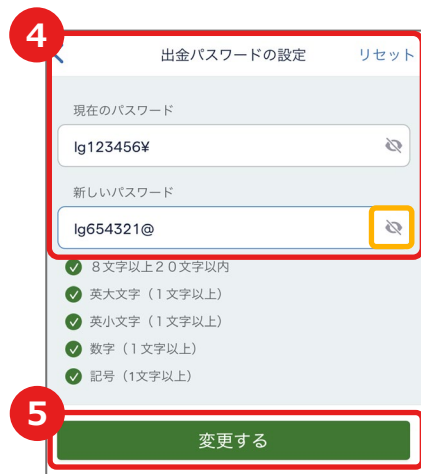 4
出金パスワードの設定 リセット
現在のパスワード
Ig123456¥
新しいパスワード
Ig654321@
8文字以上20文字以内
英大文字（1文字以上）
英小文字（1文字以上）
数字（1文字以上）
記号（1文字以上）
5
変更する